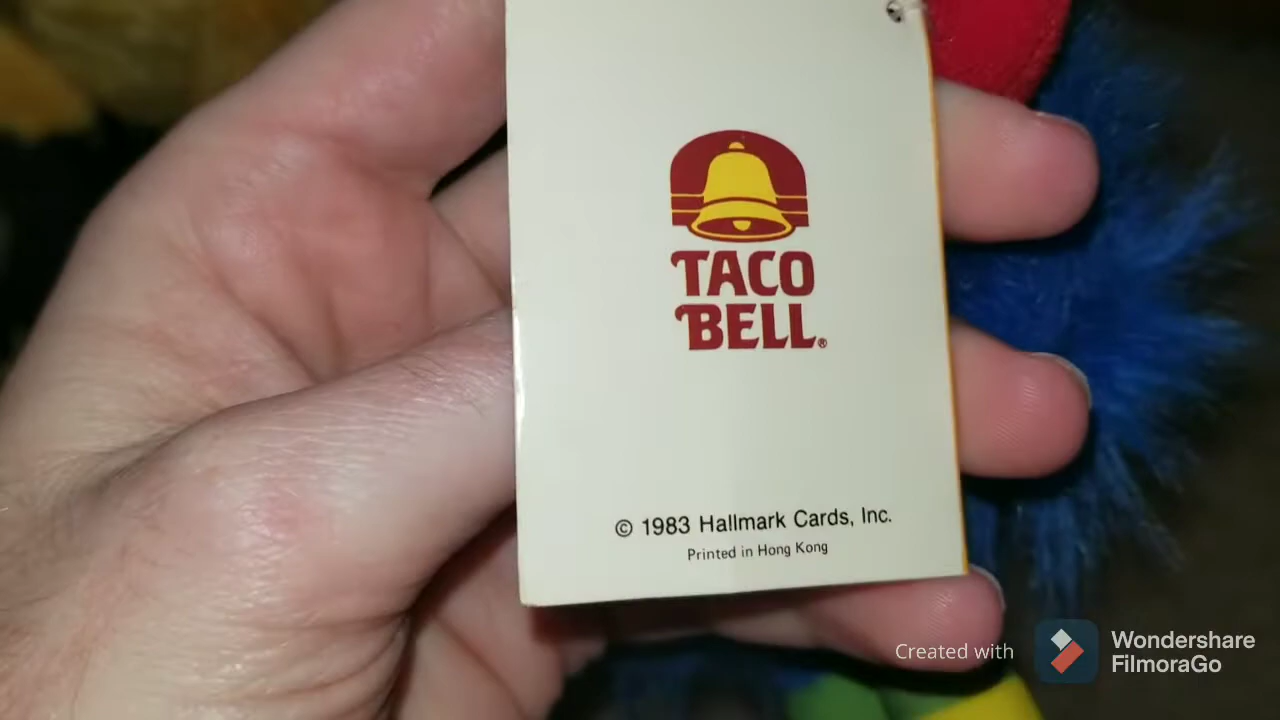 TACO
BELL®
© 1983 Hallmark Cards, Inc.
Printed in Hong Kong
Created with
Wondershare
FilmoraGo